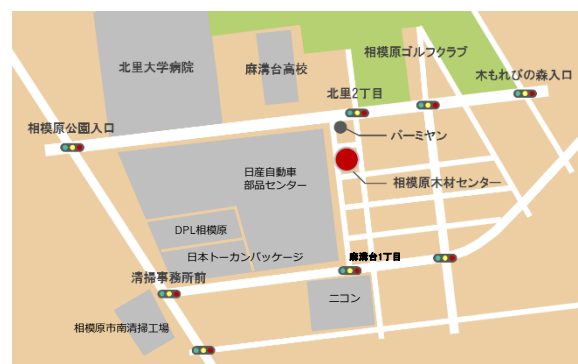 相模原ゴルフクラブ
北里大学病院
麻溝台高校
木もれびの森入口
北里2丁目
相模原公園入口
バーミヤン
日産自動車
部品センター
相模原木材センター
DPL相模原
日本トーカンパッケージ
麻溝台1丁目
清掃事務所前
ニコン
相模原市南清掃工場